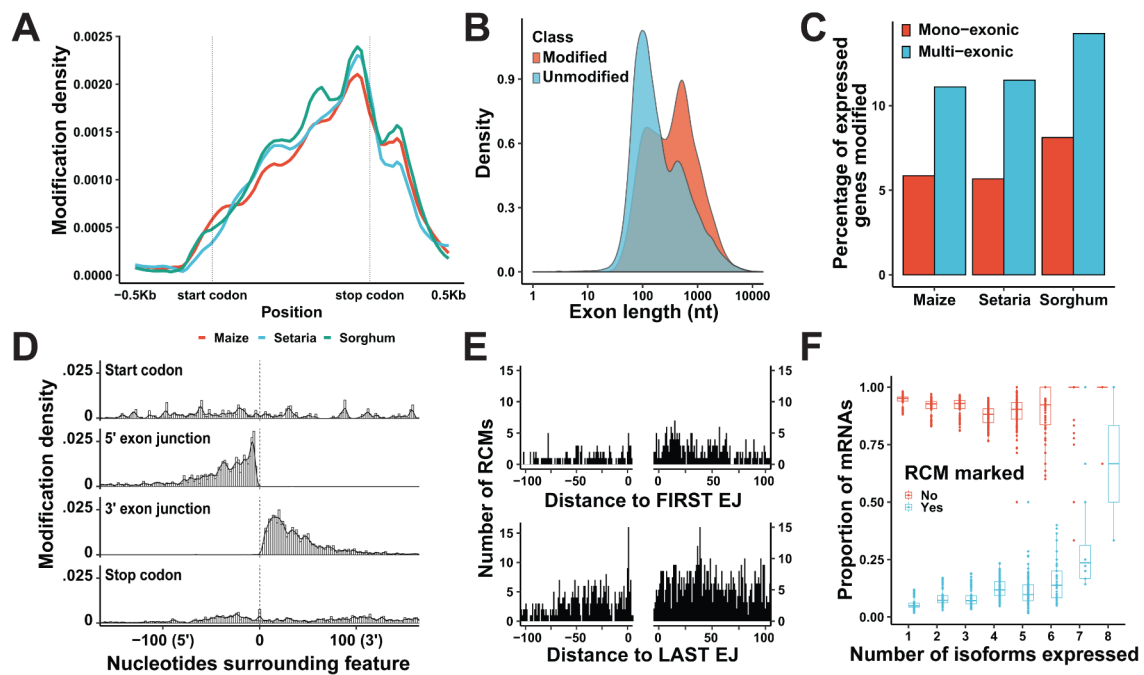 A
Modification density
0.0025
0.0020
0.0015
0.0010
0.0005
0.0000
−0.5Kb
start codon
stop codon
0.5Kb
Position
Maize
Setaria
Sorghum
B
Class
Modified
Unmodified
Density
0.9
0.6
0.3
0.0
1
10
100
1000
10000
Exon length (nt)
C
Mono-exonic
Multi-exonic
Percentage of expressed
genes modified
10
5
0
Maize
Setaria
Sorghum
D
Modification density
.025
Start codon
0
.025
5' exon junction
0
.025
3' exon junction
0
.025
Stop codon
0
−100 (5')
0
100 (3')
Nucleotides surrounding feature
E
Number of RCMs
15
10
5
0
15
10
5
0
−100
−50
0
0
50
100
Distance to FIRST EJ
15
10
5
0
15
10
5
0
−100
−50
0
0
50
100
Distance to LAST EJ
F
Proportion of mRNAs
1.00
0.75
0.50
0.25
0.00
RCM marked
No
Yes
1
2
3
4
5
6
7
8
Number of isoforms expressed